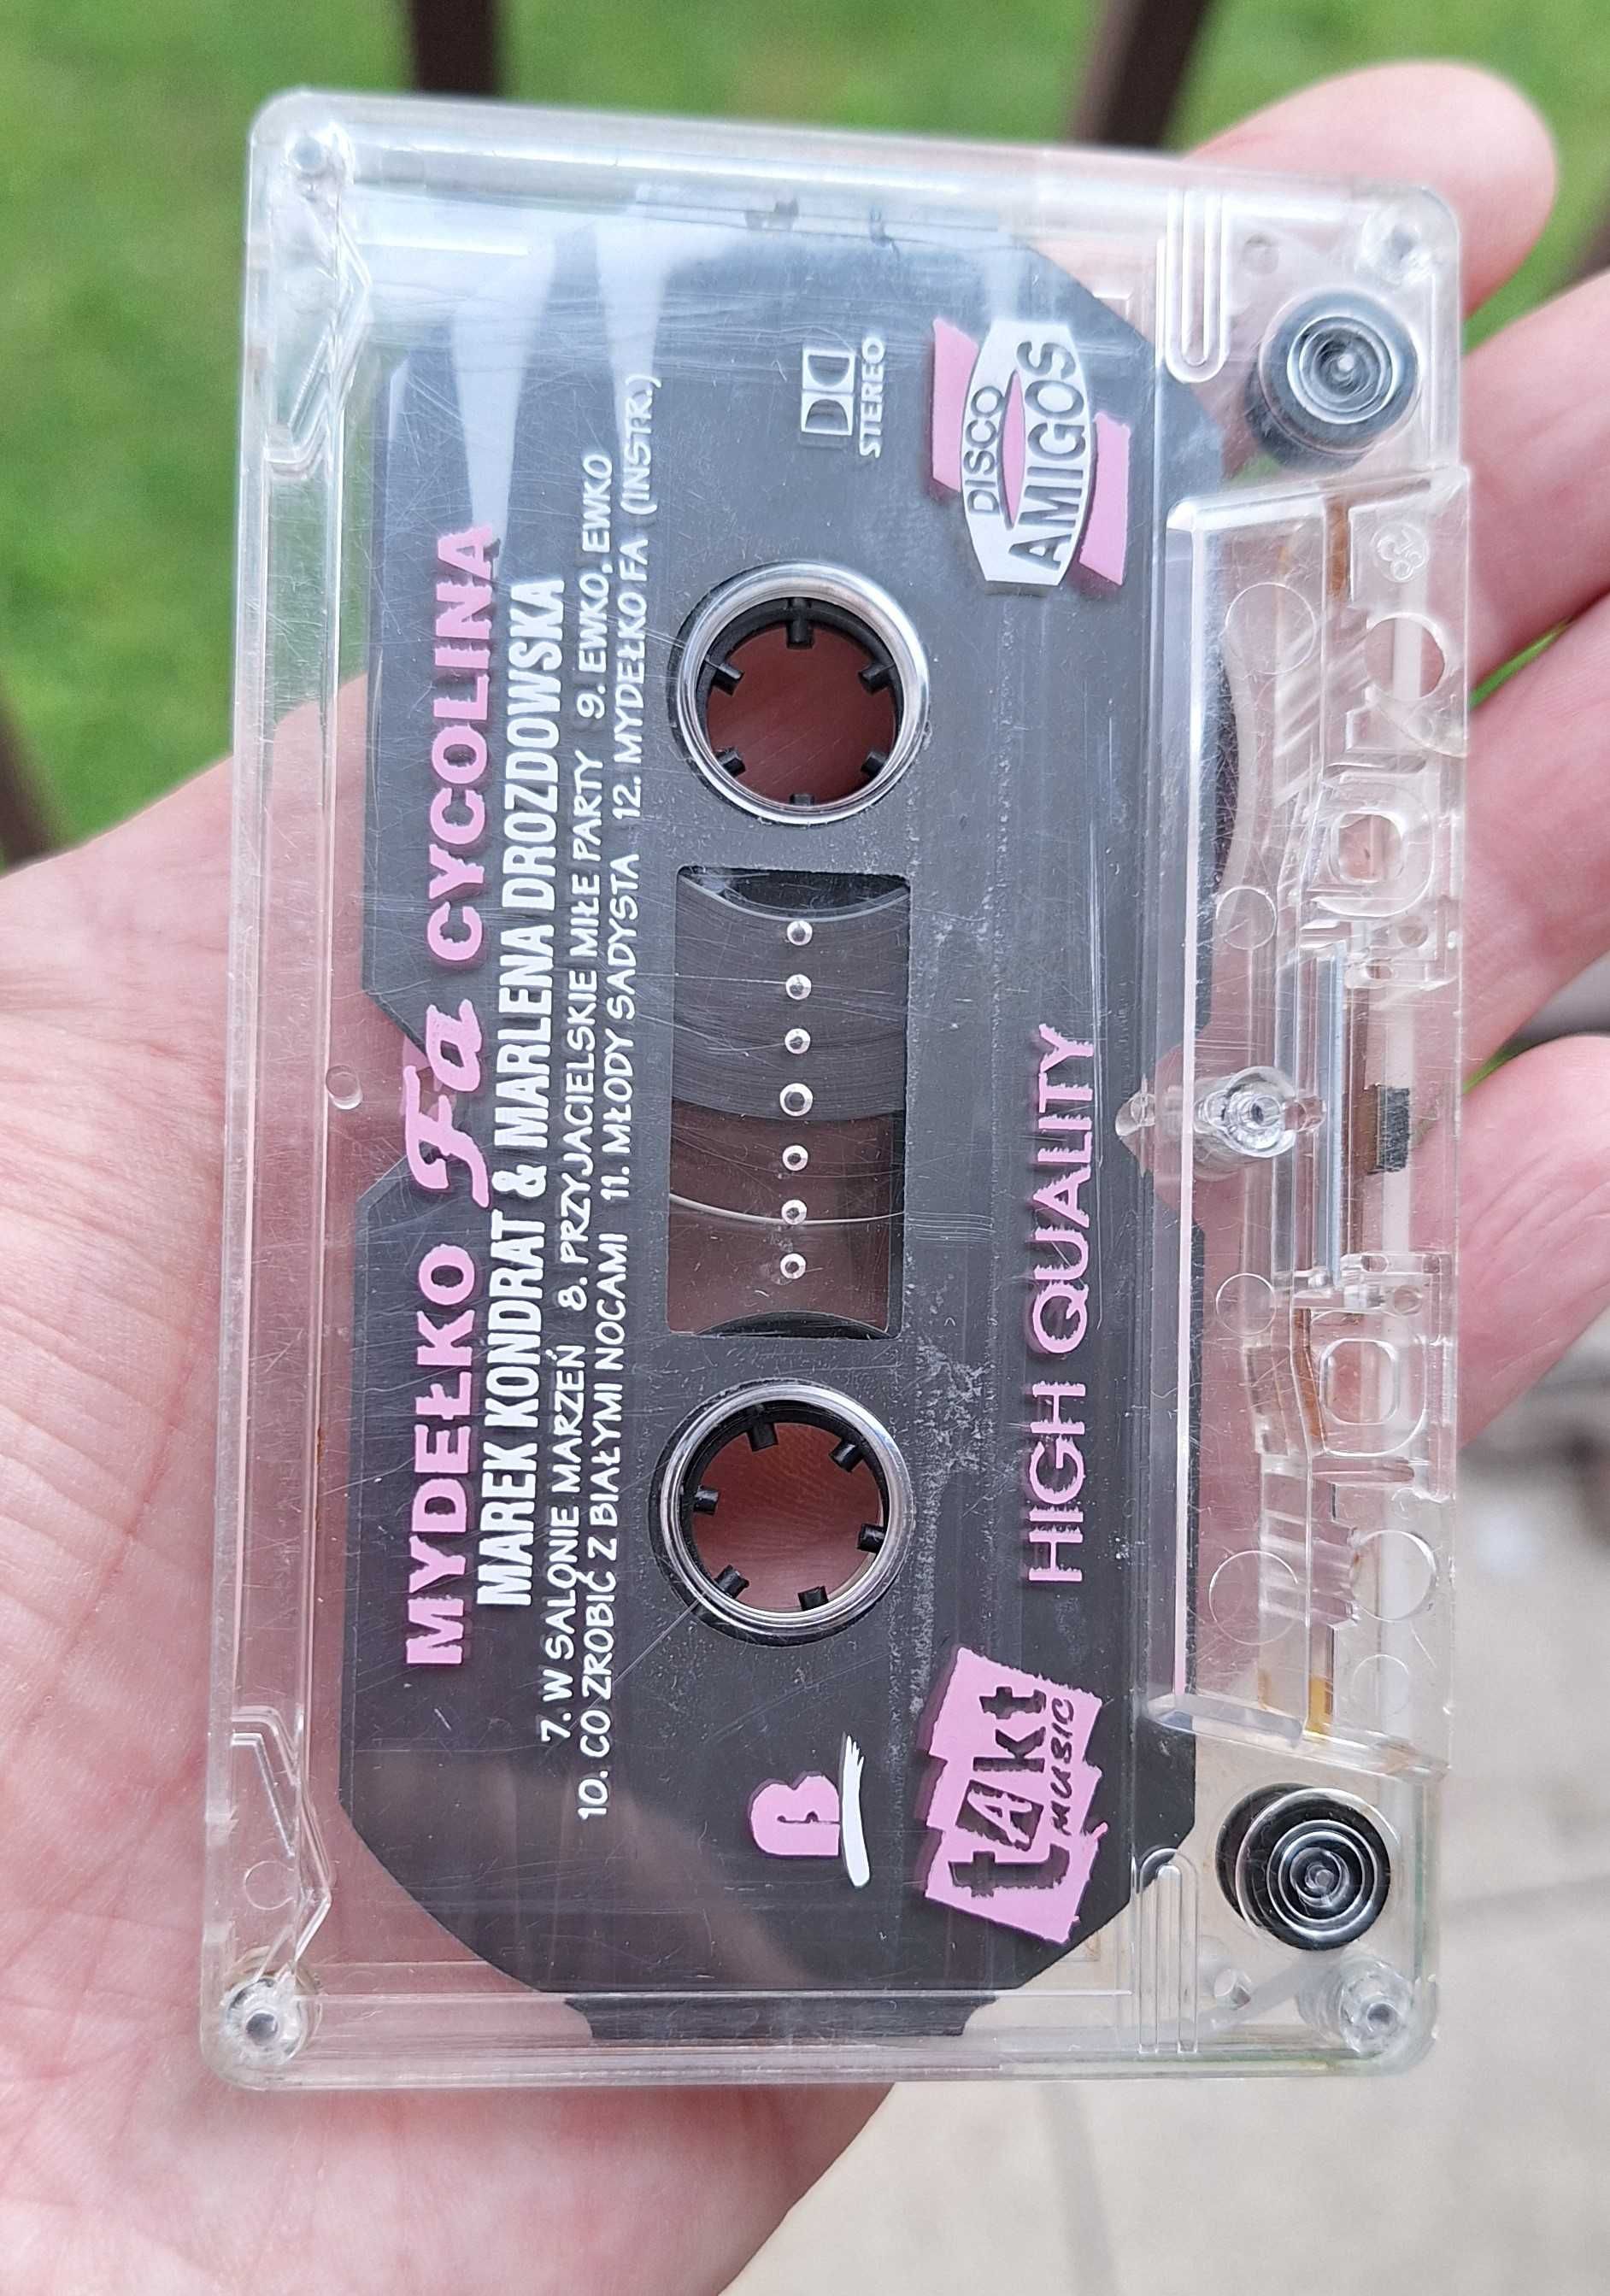 MYDEŁKO Fa CYCOLINA
MAREK KONDRAT & MARLENA DROZDOWSKA
7. W SALONIE MARZEŃ 8. PRZYJACIELSKIE MIŁE PARTY 9. EWKO, EWKO
10. CO ZROBIĆ Z BIAŁYMI NOCAMI 11. MŁODY SADYSTA 12. MYDEŁKO FA (INSTR.)
B
STEREO
tAkt
MUSIC
HIGH QUALITY
DISCO
AMIGOS